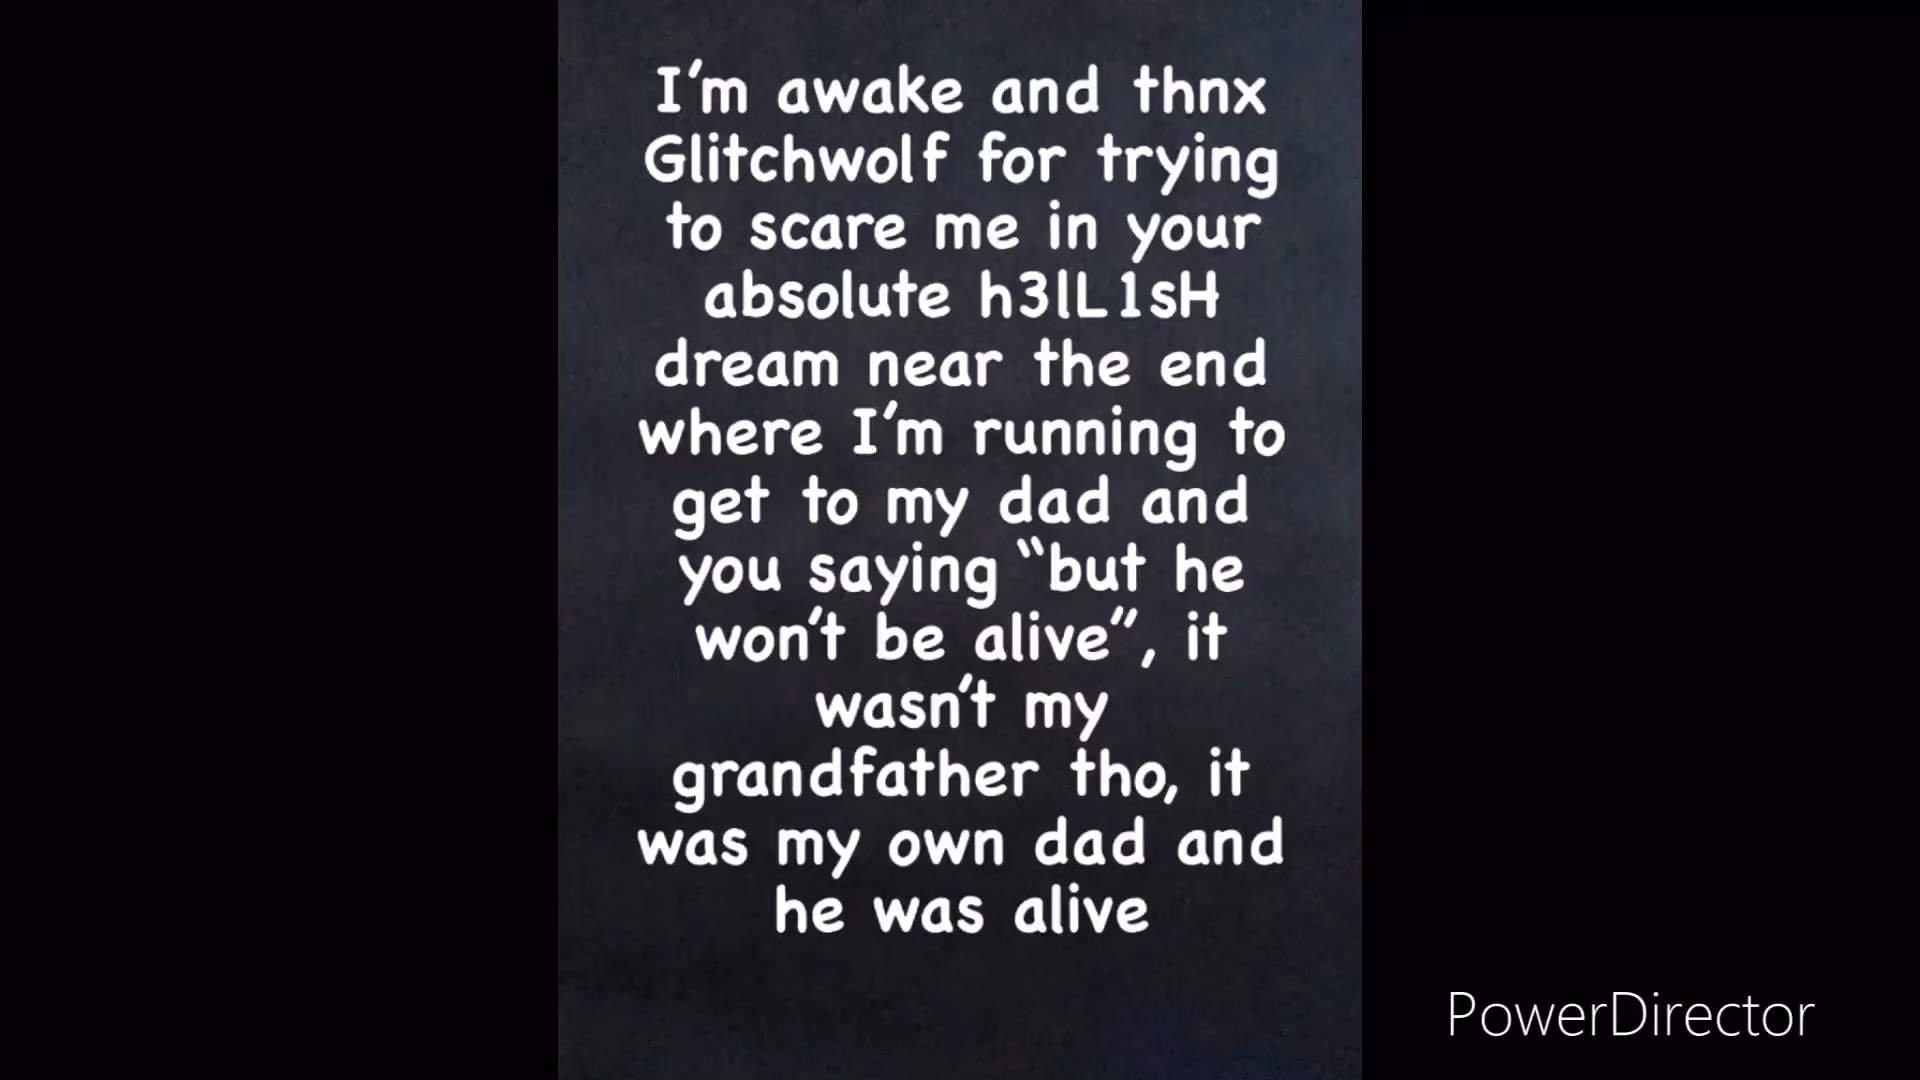 I'm awake and thnx
Glitchwolf for trying
to scare me in your
absolute h3lL1sH
dream near the end
where I'm running to
get to my dad and
you saying “but he
won't be alive”, it
wasn't my
grandfather tho, it
was my own dad and
he was alive
PowerDirector